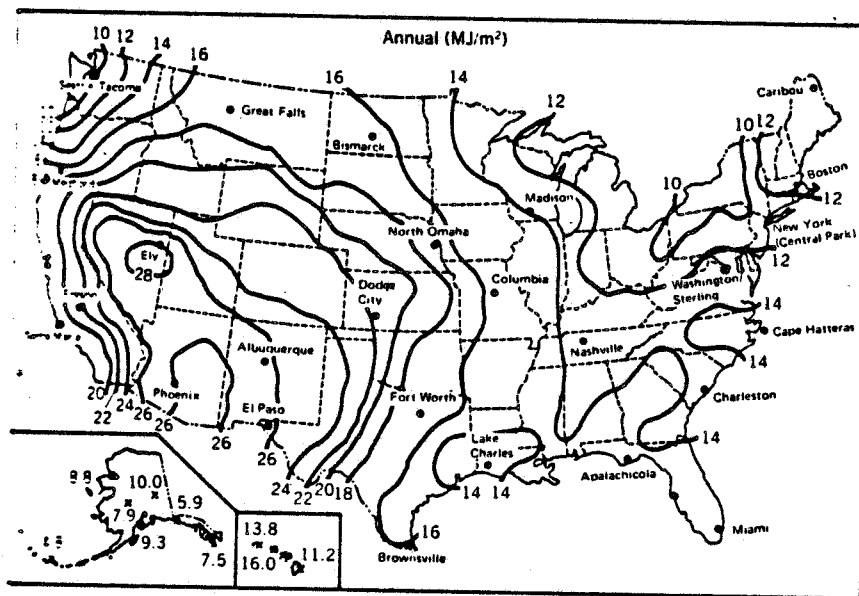 Annual (MJ/m²)
10 12 14 16
16
14
12
10 12
Caribou
Great Falls
Bismarck
Boston
12
Madison
10
New York
(Central Park)
12
North Omaha
Ely
28
Dodge
City
Columbia
Washington/
Sterling
14
Cape Hatteras
14
Nashville
Albuquerque
Phoenix
El Paso
Fort Worth
Charleston
20
22
24
26
26
26
26
24
22
20
18
Lake
Charles
14
14
14
Apalachicola
Miami
16
Brownsville
10.0
7.9
5.9
9.3
7.5
13.8
16.0
11.2